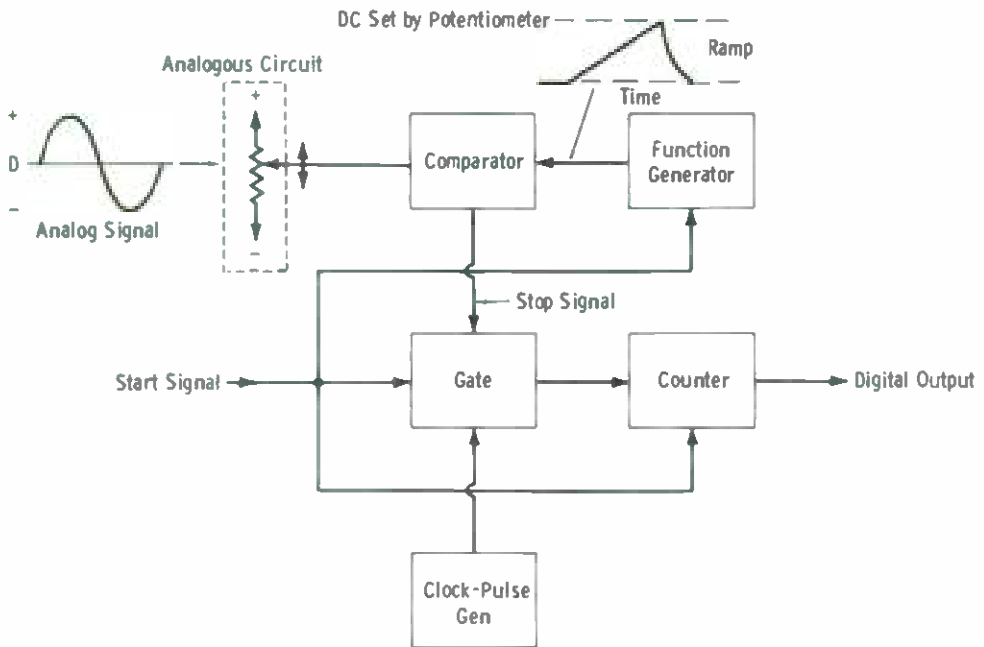 DC Set by Potentiometer
Ramp
Analogous Circuit
Time
+
+
D
-
-
Comparator
Function
Generator
Analog Signal
Stop Signal
Start Signal
Gate
Counter
Digital Output
Clock-Pulse
Gen